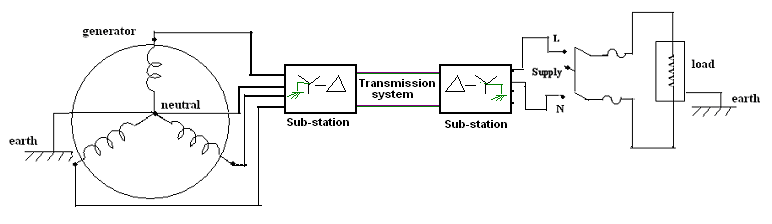 generator
neutral
earth
Sub-station
Transmission
system
Sub-station
L
Supply
N
load
earth